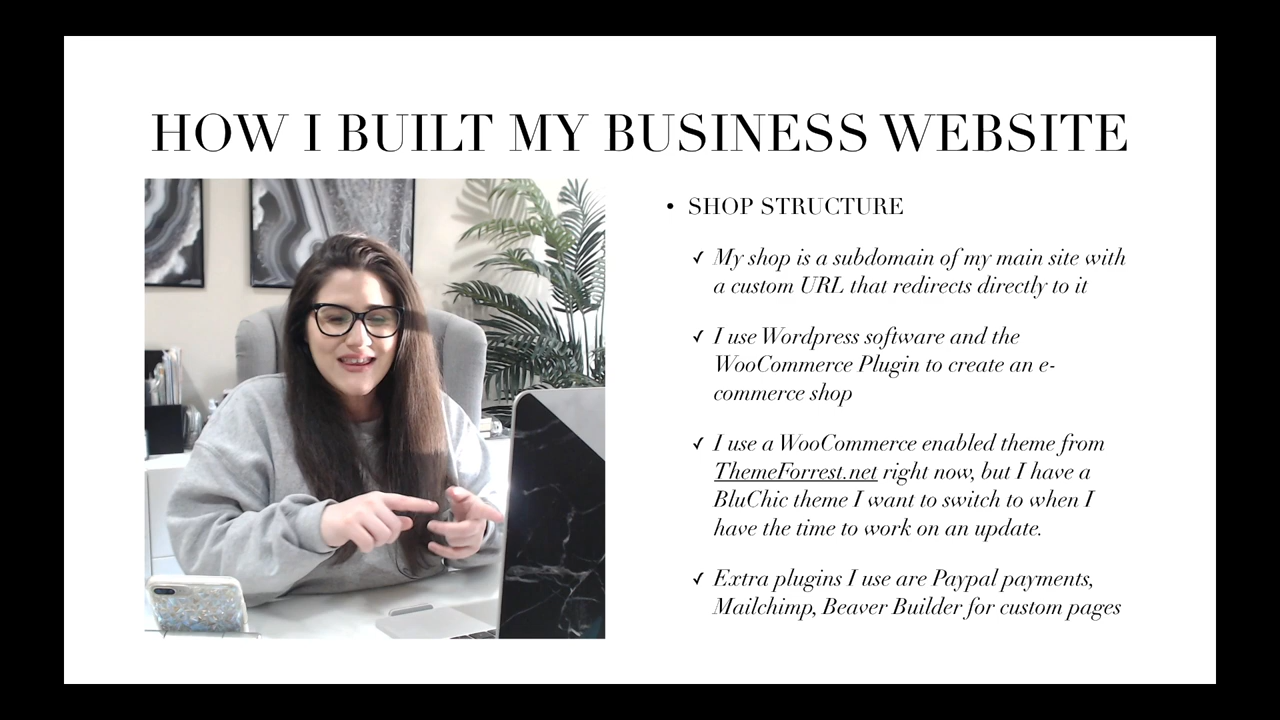 HOW I BUILT MY BUSINESS WEBSITE
• SHOP STRUCTURE
✓ My shop is a subdomain of my main site with
a custom URL that redirects directly to it
✓ I use Wordpress software and the
WooCommerce Plugin to create an e-
commerce shop
✓ I use a WooCommerce enabled theme from
ThemeForrest.net right now, but I have a
BluChic theme I want to switch to when I
have the time to work on an update.
✓ Extra plugins I use are Paypal payments,
Mailchimp, Beaver Builder for custom pages